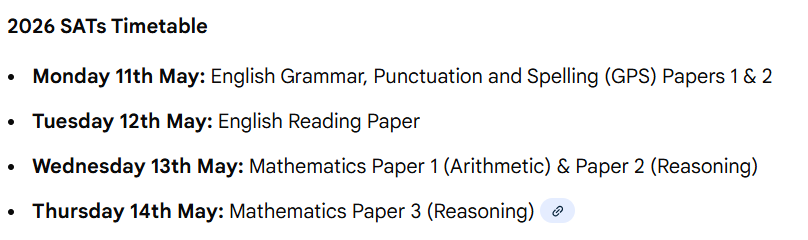 2026 SATs Timetable
• Monday 11th May: English Grammar, Punctuation and Spelling (GPS) Papers 1 & 2
• Tuesday 12th May: English Reading Paper
• Wednesday 13th May: Mathematics Paper 1 (Arithmetic) & Paper 2 (Reasoning)
• Thursday 14th May: Mathematics Paper 3 (Reasoning)